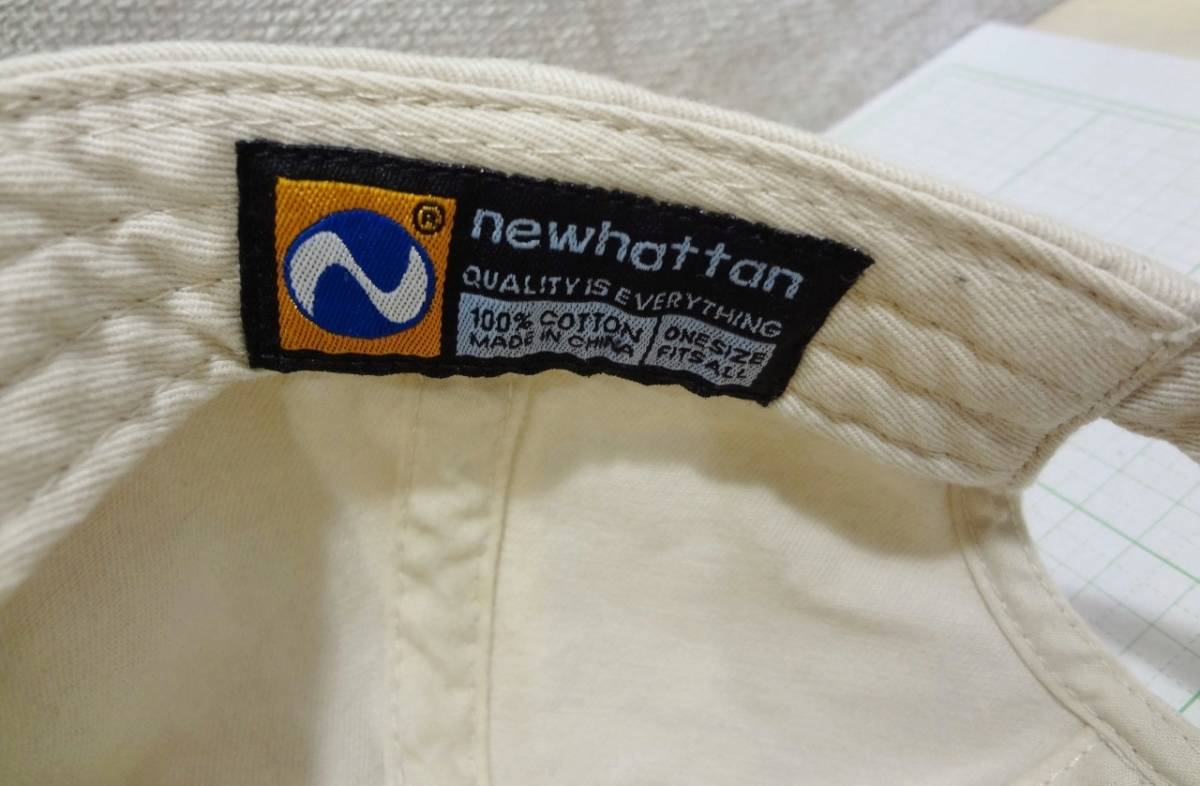 ®
newhattan
QUALITY IS EVERYTHING
100% COTTON
MADE IN CHINA
ONE SIZE
FITS ALL